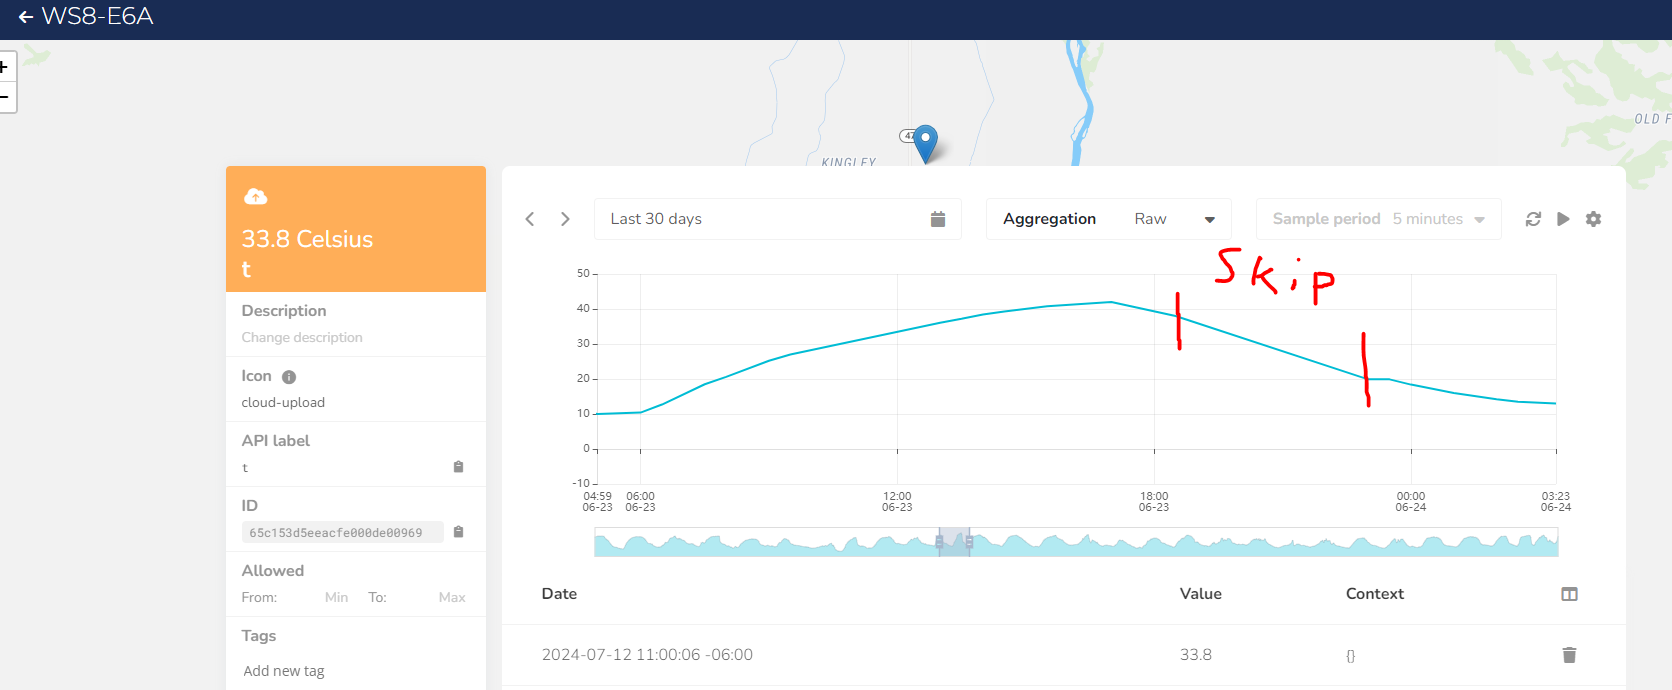 WS8-E6A
+
−
47
KINGLEY
OLD F
33.8 Celsius
t
Description
Change description
Icon
cloud-upload
API label
t
ID
65c153d5eeacfe000de00969
Allowed
From: Min To: Max
Tags
Add new tag
Last 30 days
Aggregation Raw
Sample period 5 minutes
Skip
50
40
30
20
10
0
-10
04:59 06:00 12:00 18:00 00:00 03:23
06-23 06-23 06-23 06-23 06-24 06-24
Date Value Context
2024-07-12 11:00:06 -06:00 33.8 {}